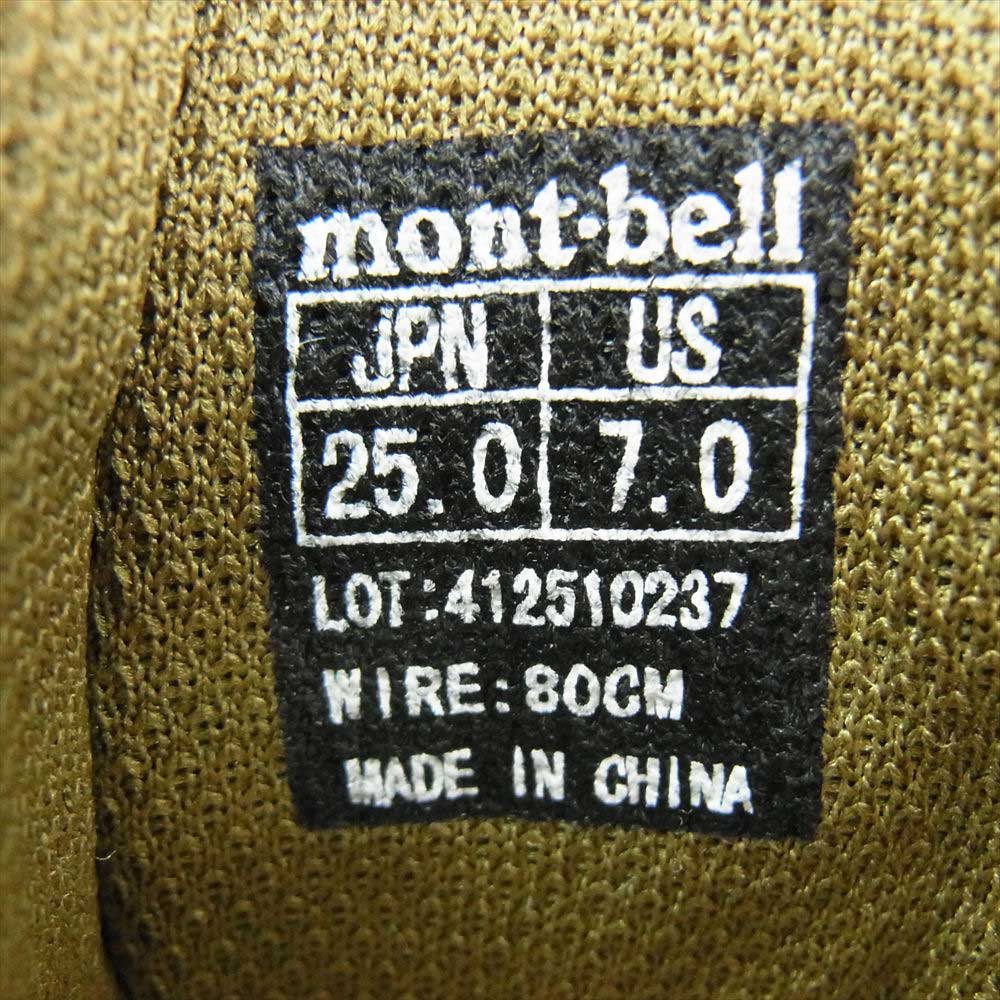 mont·bell
JPN US
25.0 7.0
LOT:412510237
WIRE:80CM
MADE IN CHINA